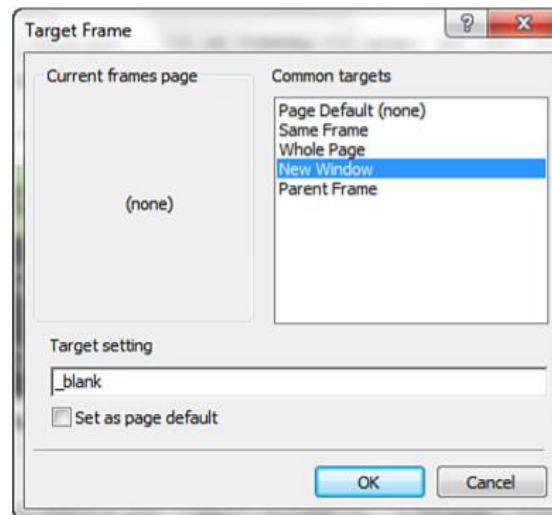 Target Frame
?
X
Current frames page
(none)
Common targets
Page Default (none)
Same Frame
Whole Page
New Window
Parent Frame
Target setting
_blank
Set as page default
OK
Cancel